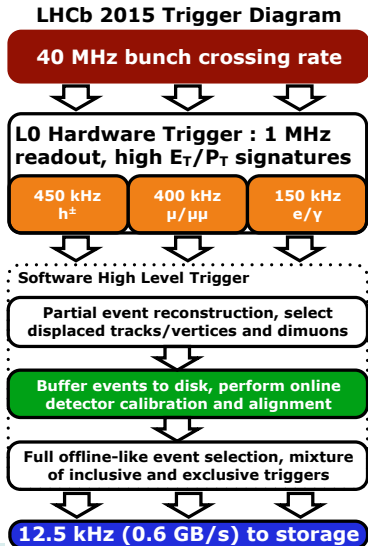 LHCb 2015 Trigger Diagram
40 MHz bunch crossing rate
L0 Hardware Trigger : 1 MHz
readout, high E_T/P_T signatures
450 kHz
h±
400 kHz
μ/μμ
150 kHz
e/γ
Software High Level Trigger
Partial event reconstruction, select
displaced tracks/vertices and dimuons
Buffer events to disk, perform online
detector calibration and alignment
Full offline-like event selection, mixture
of inclusive and exclusive triggers
12.5 kHz (0.6 GB/s) to storage